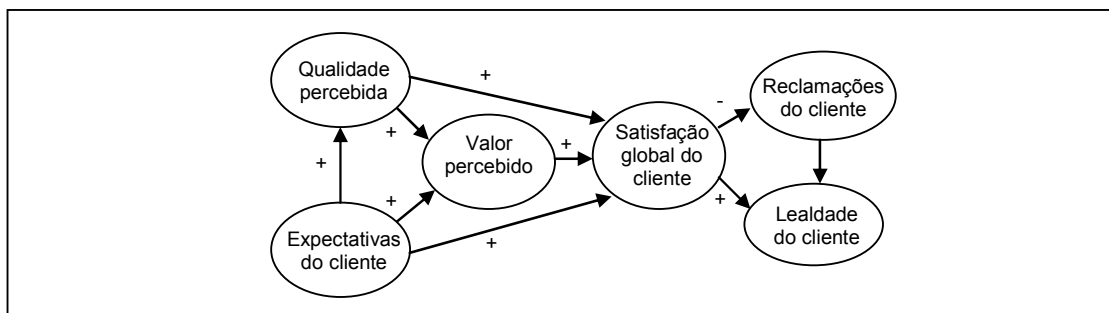 Qualidade
percebida
+
+
+
Valor
percebido
+
+
Expectativas
do cliente
+
Satisfação
global do
cliente
-
+
Reclamações
do cliente
Lealdade
do cliente